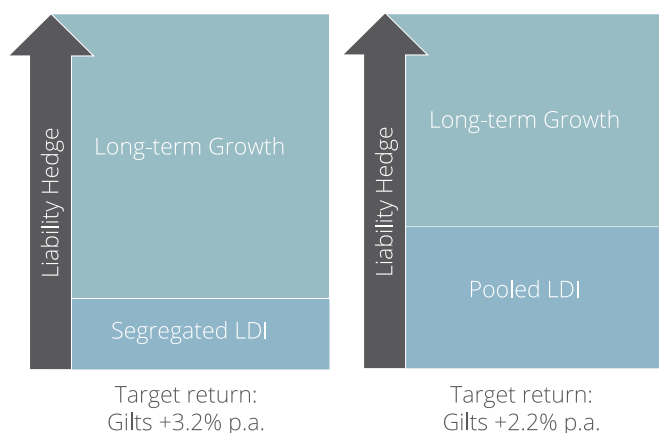 Liability Hedge
Long-term Growth
Segregated LDI
Target return:
Gilts +3.2% p.a.
Liability Hedge
Long-term Growth
Pooled LDI
Target return:
Gilts +2.2% p.a.